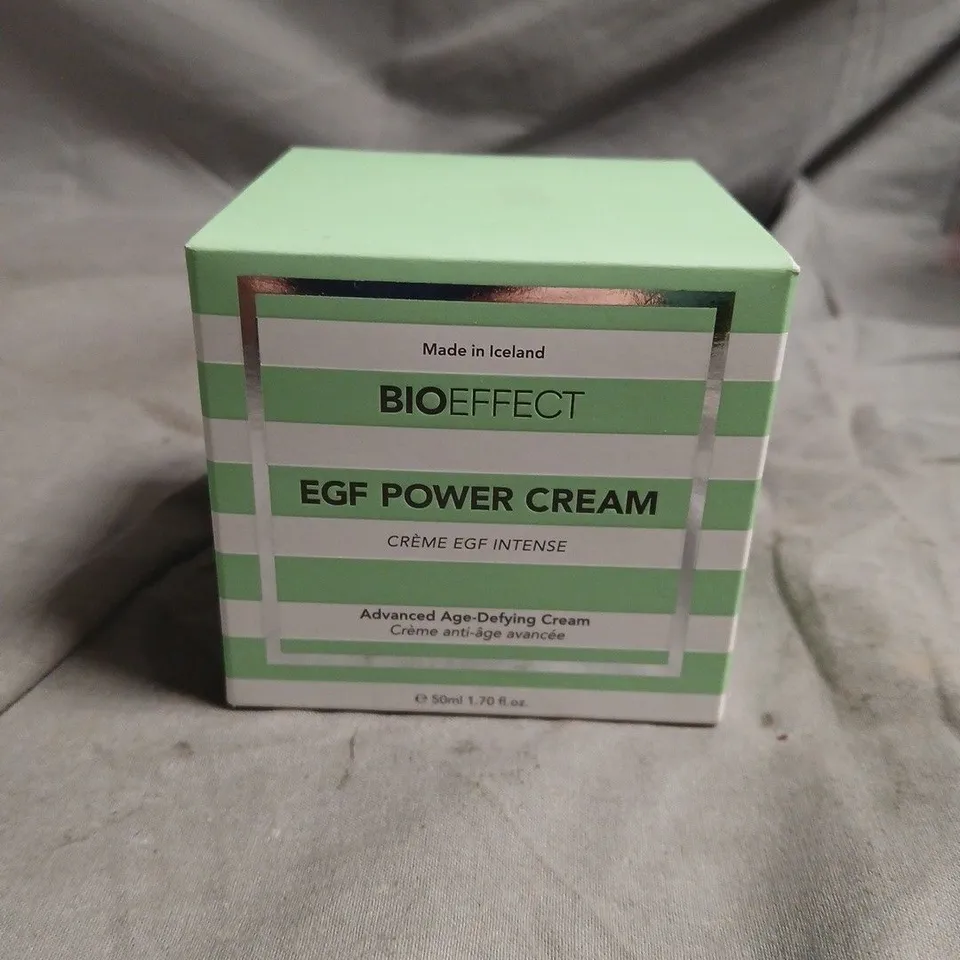 Made in Iceland
BIOEFFECT
EGF POWER CREAM
CRÈME EGF INTENSE
Advanced Age-Defying Cream
Crème anti-âge avancée
℮ 50ml 1.70 fl.oz.